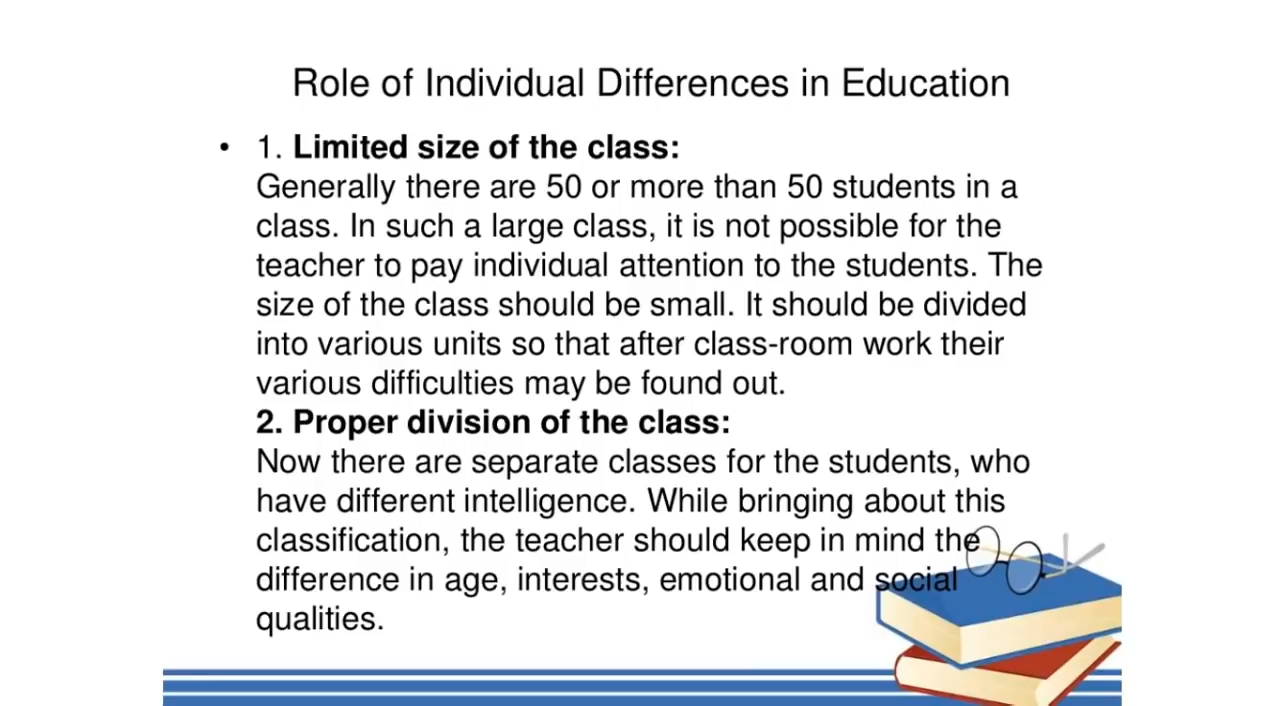 Role of Individual Differences in Education
• 1. Limited size of the class:
Generally there are 50 or more than 50 students in a
class. In such a large class, it is not possible for the
teacher to pay individual attention to the students. The
size of the class should be small. It should be divided
into various units so that after class-room work their
various difficulties may be found out.
2. Proper division of the class:
Now there are separate classes for the students, who
have different intelligence. While bringing about this
classification, the teacher should keep in mind the
difference in age, interests, emotional and social
qualities.